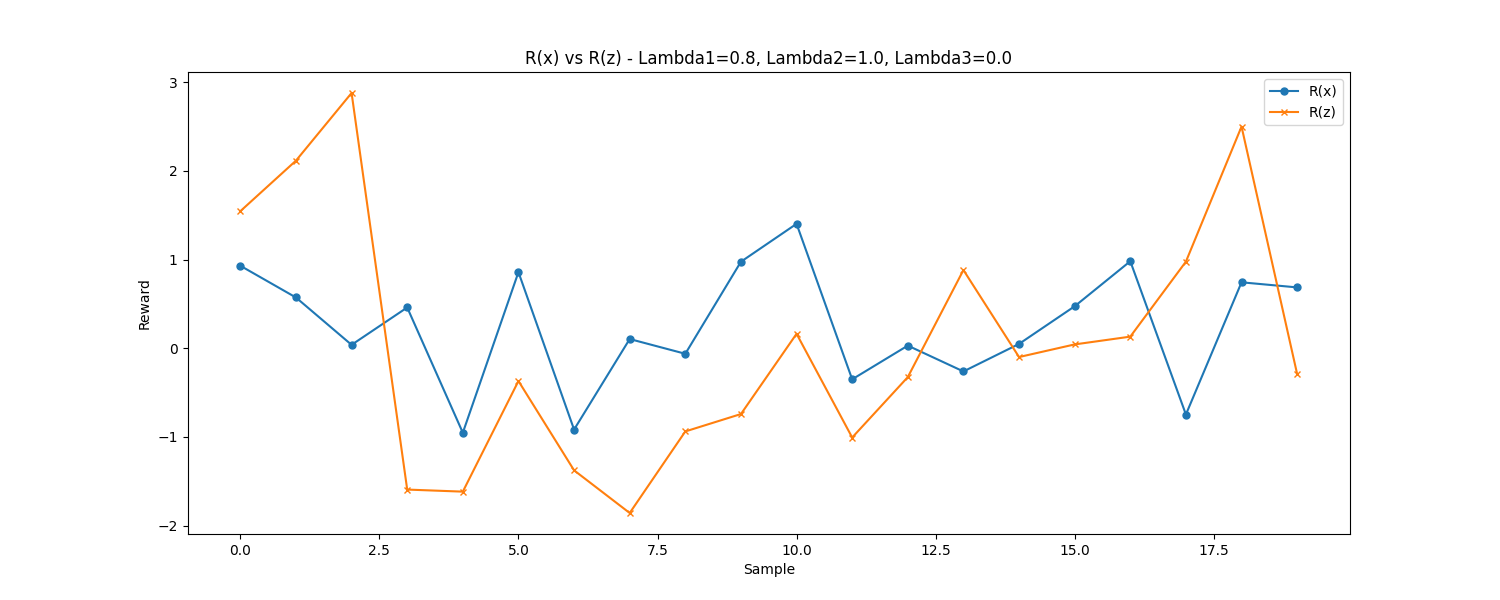 R(x) vs R(z) - Lambda1=0.8, Lambda2=1.0, Lambda3=0.0
R(x)
R(z)
Reward
3
2
1
0
−1
−2
0.0 2.5 5.0 7.5 10.0 12.5 15.0 17.5
Sample